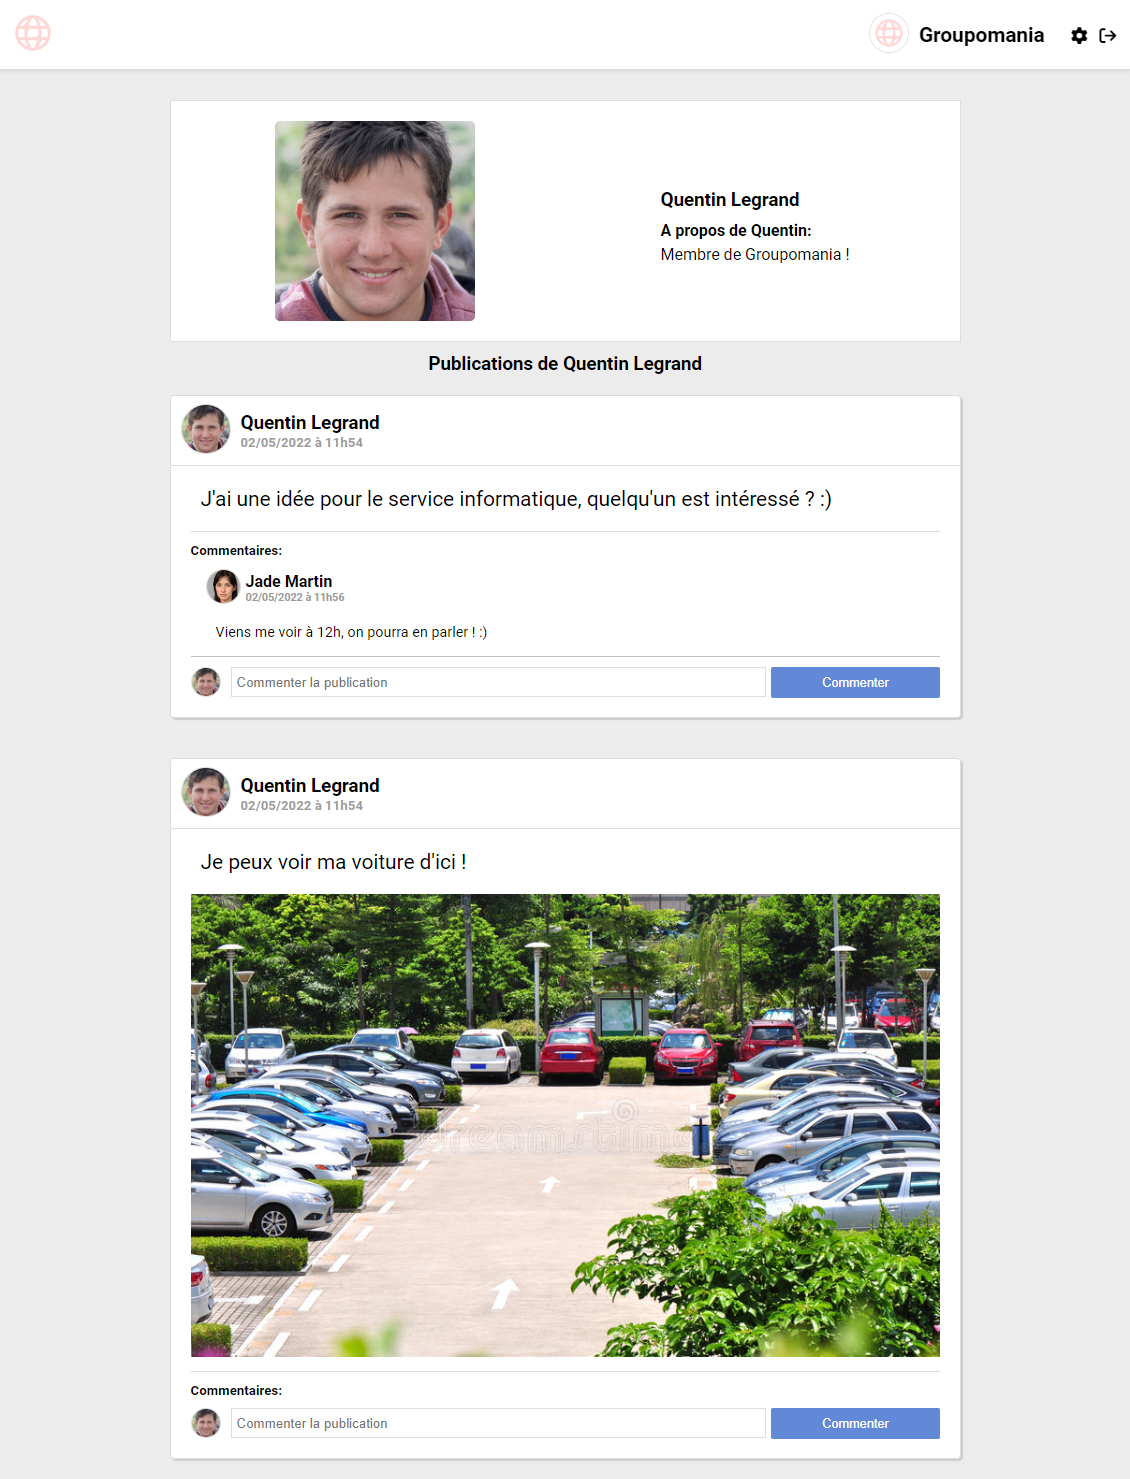 Groupomania
Quentin Legrand
A propos de Quentin:
Membre de Groupomania !
Publications de Quentin Legrand
Quentin Legrand
02/05/2022 à 11h54
J'ai une idée pour le service informatique, quelqu'un est intéressé ? :)
Commentaires:
Jade Martin
02/05/2022 à 11h56
Viens me voir à 12h, on pourra en parler ! :)
Commenter la publication
Commenter
Quentin Legrand
02/05/2022 à 11h54
Je peux voir ma voiture d'ici !
dreamstime
Commentaires:
Commenter la publication
Commenter